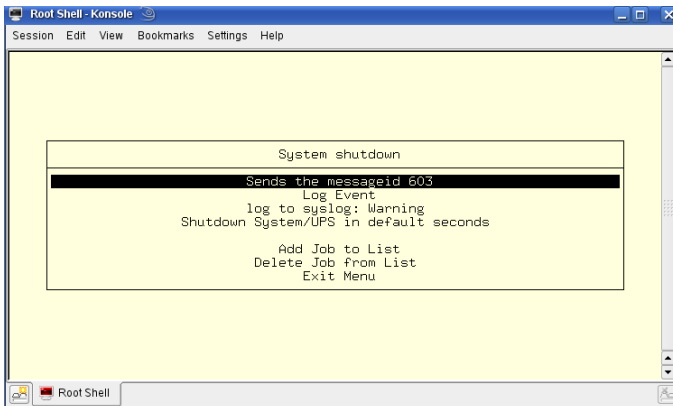 Root Shell - Konsole
Session Edit View Bookmarks Settings Help
System shutdown
Sends the messageid 603
Log Event
log to syslog: Warning
Shutdown System/UPS in default seconds
Add Job to List
Delete Job from List
Exit Menu
Root Shell